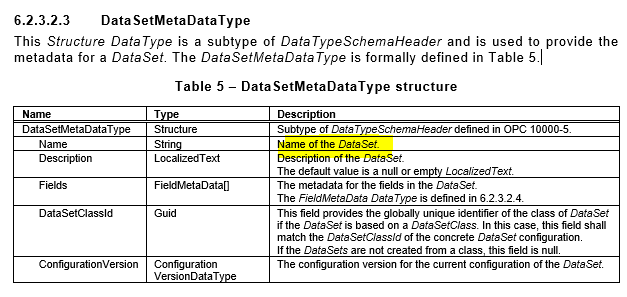 6.2.3.2.3 DataSetMetaDataType
This Structure DataType is a subtype of DataTypeSchemaHeader and is used to provide the
metadata for a DataSet. The DataSetMetaDataType is formally defined in Table 5.
Table 5 – DataSetMetaDataType structure
Name Type Description
DataSetMetaDataType Structure Subtype of DataTypeSchemaHeader defined in OPC 10000-5.
Name String Name of the DataSet.
Description LocalizedText Description of the DataSet.
The default value is a null or empty LocalizedText.
Fields FieldMetaData[] The metadata for the fields in the DataSet.
The FieldMetaData DataType is defined in 6.2.3.2.4.
DataSetClassId Guid This field provides the globally unique identifier of the class of DataSet
if the DataSet is based on a DataSetClass. In this case, this field shall
match the DataSetClassId of the concrete DataSet configuration.
If the DataSets are not created from a class, this field is null.
ConfigurationVersion Configuration The configuration version for the current configuration of the DataSet.
VersionDataType